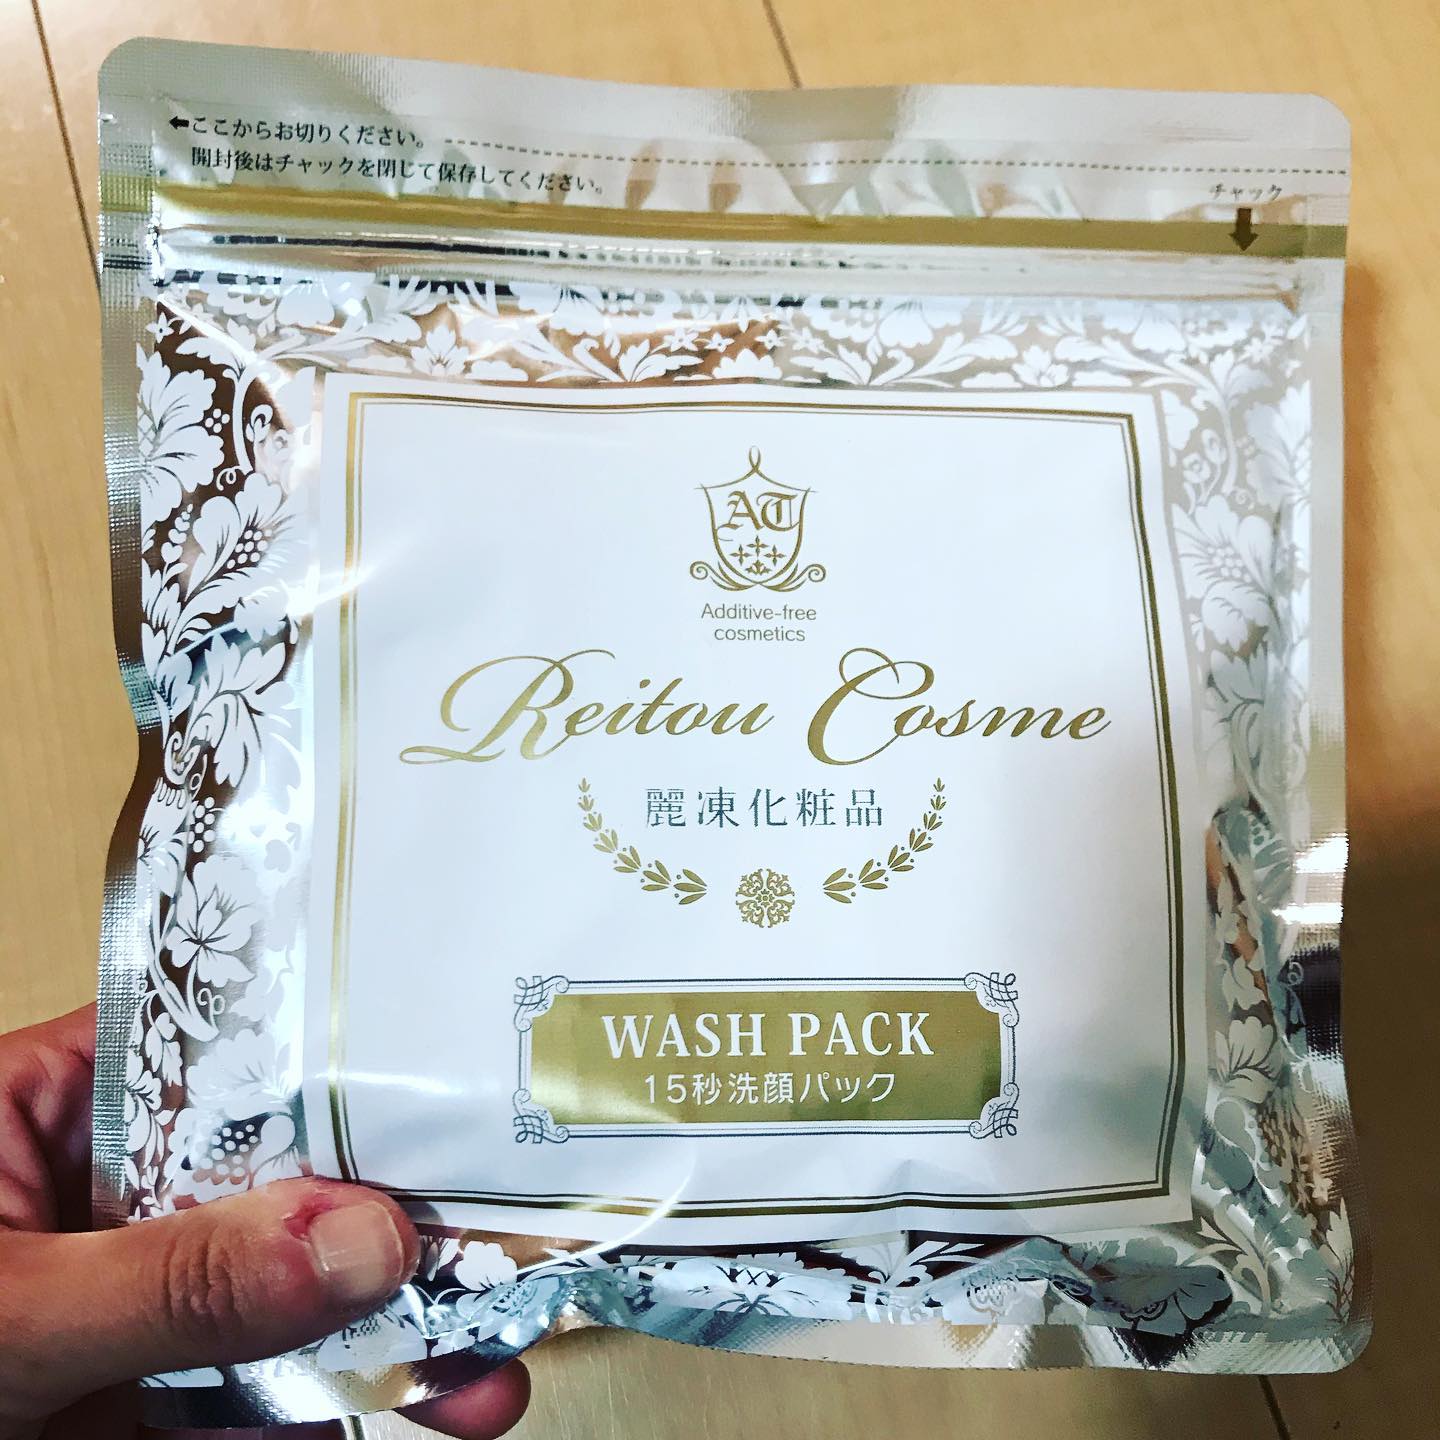 ←ここからお切りください。
開封後はチャックを閉じて保存してください。
チャック
AT
Additive-free
cosmetics
Reitou Cosme
麗凍化粧品
WASH PACK
15秒洗顔パック